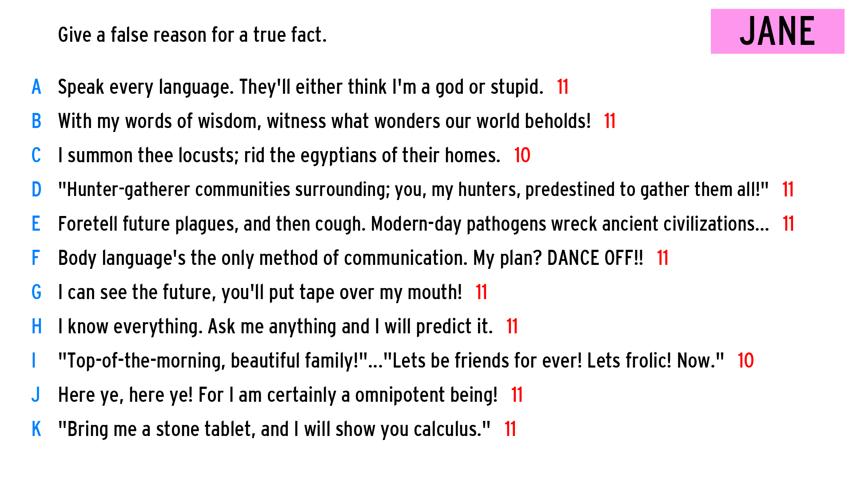 Give a false reason for a true fact.
JANE
A Speak every language. They'll either think I'm a god or stupid. 11
B With my words of wisdom, witness what wonders our world beholds! 11
C I summon thee locusts; rid the egyptians of their homes. 10
D "Hunter-gatherer communities surrounding; you, my hunters, predestined to gather them all!" 11
E Foretell future plagues, and then cough. Modern-day pathogens wreck ancient civilizations... 11
F Body language's the only method of communication. My plan? DANCE OFF!! 11
G I can see the future, you'll put tape over my mouth! 11
H I know everything. Ask me anything and I will predict it. 11
I "Top-of-the-morning, beautiful family!"..."Lets be friends for ever! Lets frolic! Now." 10
J Here ye, here ye! For I am certainly a omnipotent being! 11
K "Bring me a stone tablet, and I will show you calculus." 11